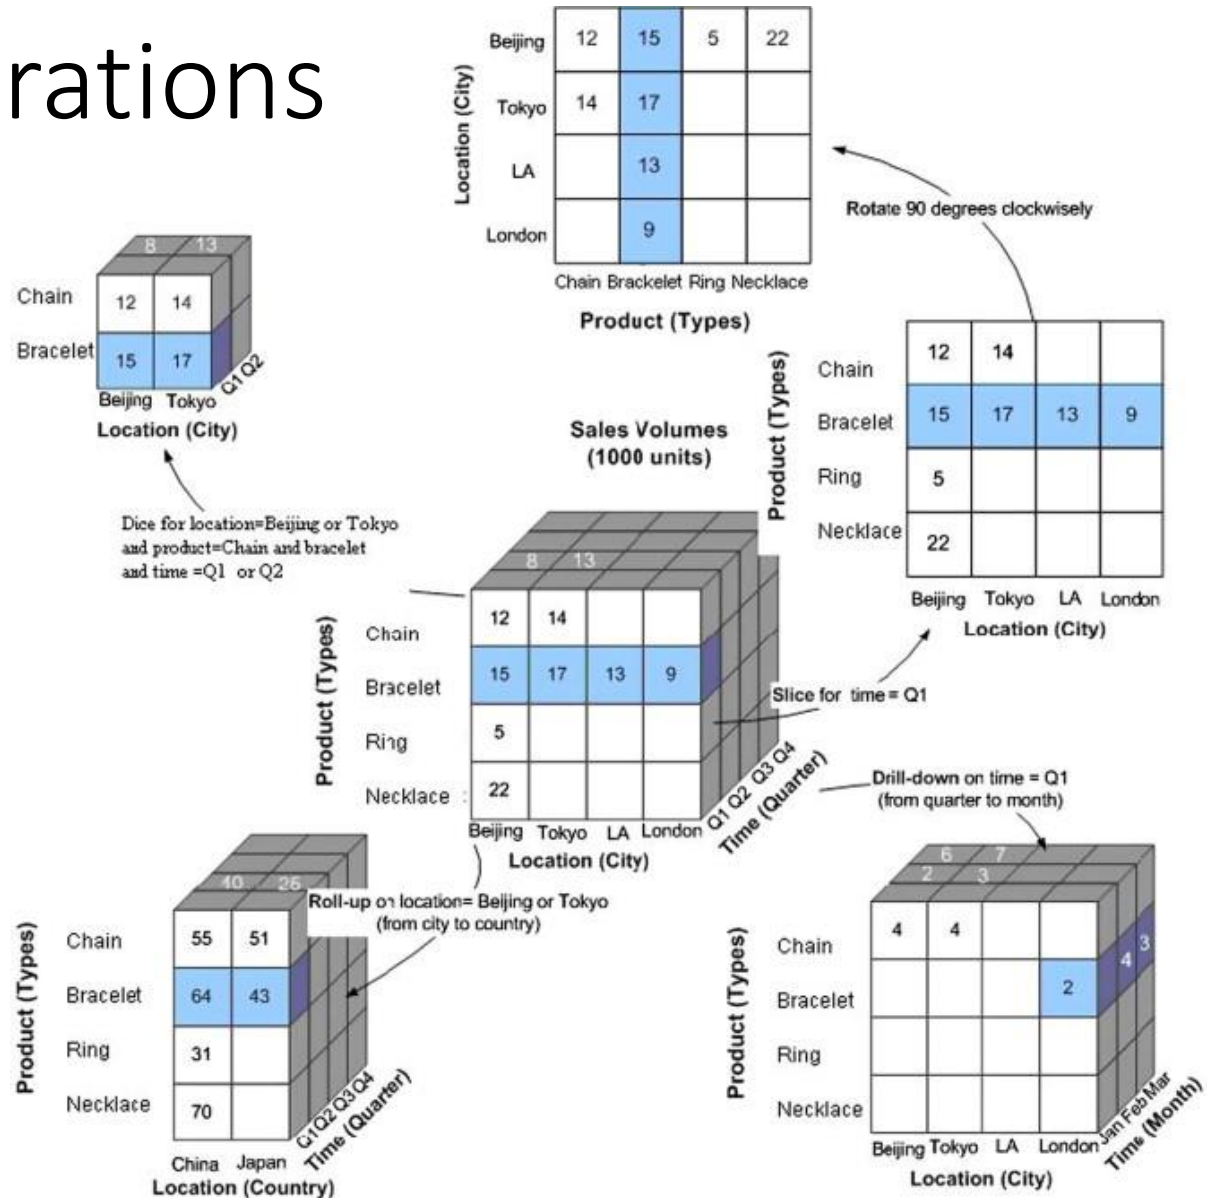 rations
Location (City)
Beijing 12 15 5 22
Tokyo 14 17
LA 13
London 9
Chain Brackelet Ring Necklace
Product (Types)
Rotate 90 degrees clockwisely
8 13
Chain 12 14
Bracelet 15 17
Beijing Tokyo
Q1 Q2
Location (City)
Dice for location=Beijing or Tokyo
and product=Chain and bracelet
and time =Q1 or Q2
Product (Types)
Chain 12 14
Bracelet 15 17 13 9
Ring 5
Necklace 22
Beijing Tokyo LA London
Location (City)
Slice for time = Q1
Sales Volumes
(1000 units)
8 13
Product (Types)
Chain 12 14
Bracelet 15 17 13 9
Ring 5
Necklace : 22
Beijing Tokyo LA London
Q1 Q2 Q3 Q4
Time (Quarter)
Location (City)
Drill-down on time = Q1
(from quarter to month)
Roll-up on location= Beijing or Tokyo
(from city to country)
40 26
Product (Types)
Chain 55 51
Bracelet 64 43
Ring 31
Necklace 70
China Japan
Q1 Q2 Q3 Q4
Time (Quarter)
Location (Country)
6 7
2 3
Product (Types)
Chain 4 4
Bracelet 2 4 3
Ring
Necklace
Beijing Tokyo LA London
Jan Feb Mar
Time (Month)
Location (City)